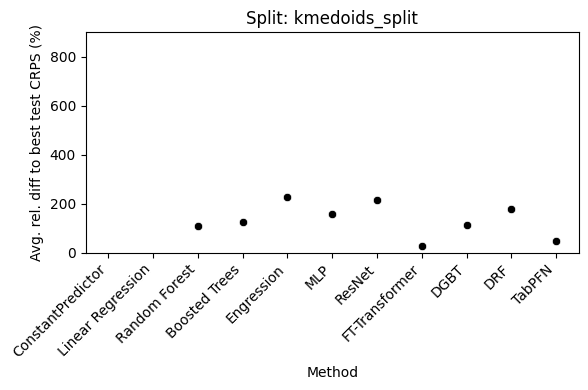 Split: kmedoids_split
Avg. rel. diff to best test CRPS (%)
800
600
400
200
0
ConstantPredictor
Linear Regression
Random Forest
Boosted Trees
Engression
MLP
ResNet
FT-Transformer
DGBT
DRF
TabPFN
Method